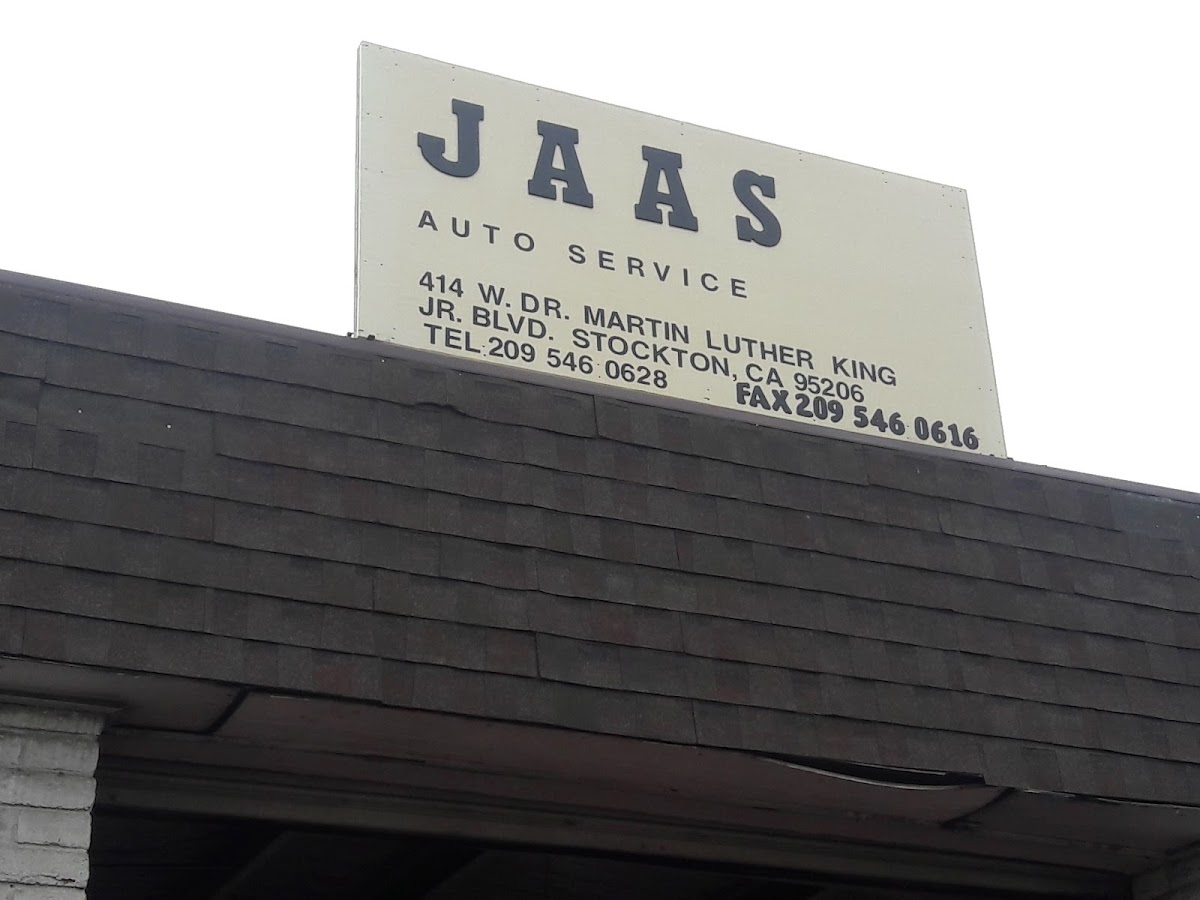 JAAS
AUTO SERVICE
414 W. DR. MARTIN LUTHER KING
JR. BLVD. STOCKTON, CA 95206
TEL. 209 546 0628
FAX 209 546 0616